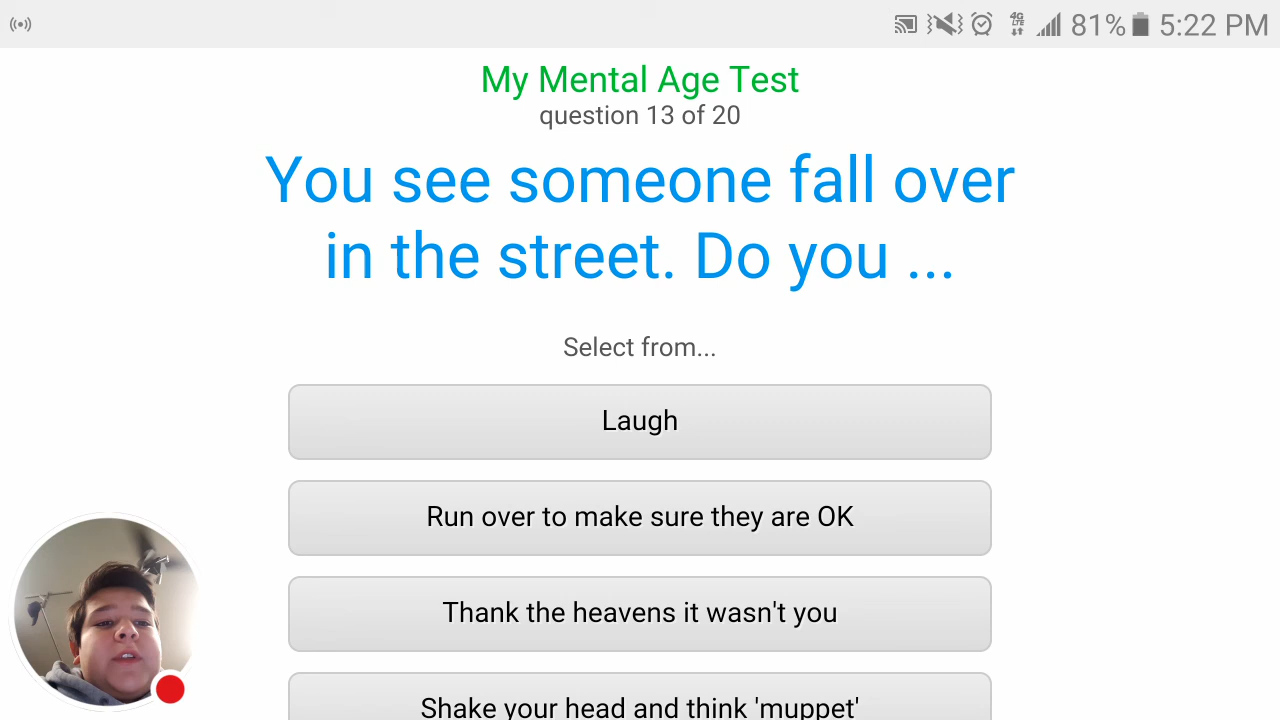 81% 5:22 PM
My Mental Age Test
question 13 of 20
You see someone fall over
in the street. Do you ...
Select from...
Laugh
Run over to make sure they are OK
Thank the heavens it wasn't you
Shake your head and think 'muppet'